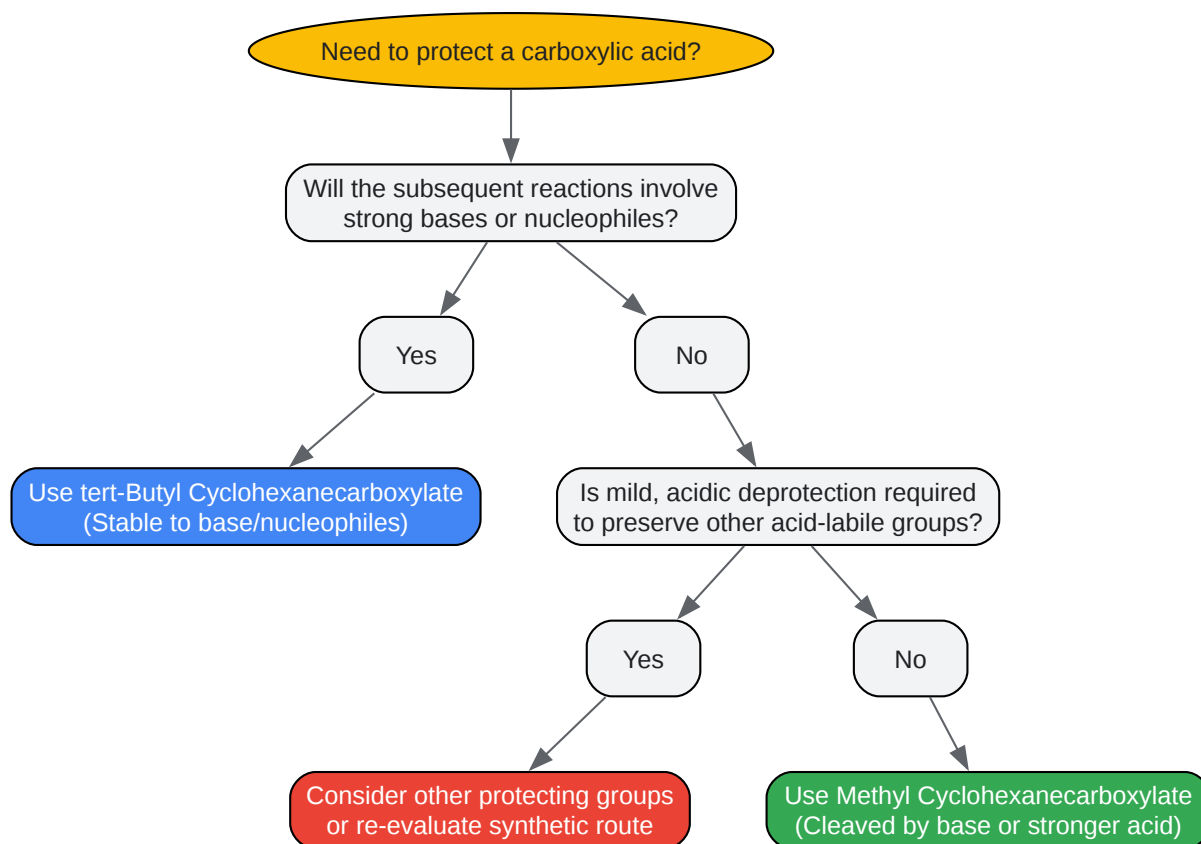 Need to protect a carboxylic acid?
Will the subsequent reactions involve
strong bases or nucleophiles?
Yes
No
Use tert-Butyl Cyclohexanecarboxylate
(Stable to base/nucleophiles)
Is mild, acidic deprotection required
to preserve other acid-labile groups?
Yes
No
Consider other protecting groups
or re-evaluate synthetic route
Use Methyl Cyclohexanecarboxylate
(Cleaved by base or stronger acid)